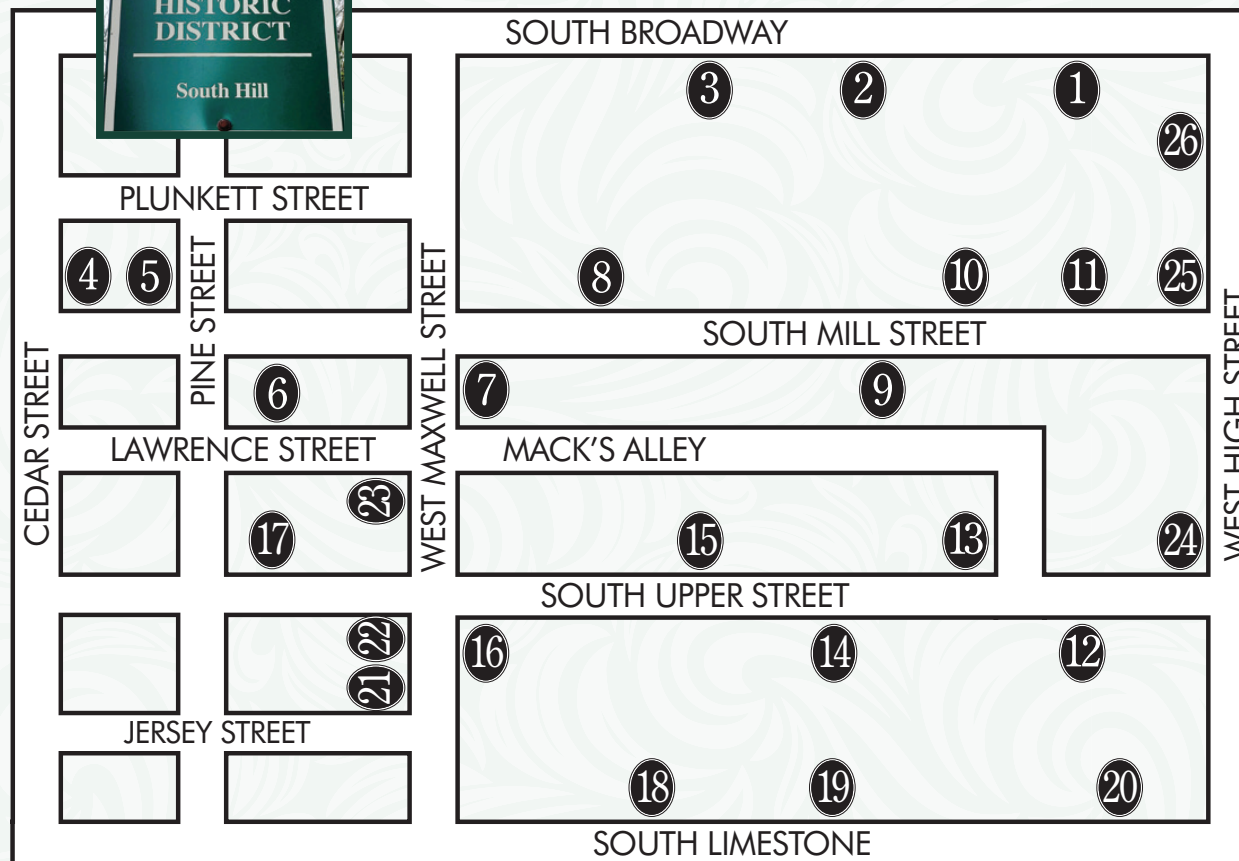 HISTORIC
DISTRICT
South Hill
SOUTH BROADWAY
3
2
1
26
PLUNKETT STREET
4
5
PINE STREET
8
10
11
25
WEST MAXWELL STREET
SOUTH MILL STREET
WEST HIGH STREET
CEDAR STREET
6
7
9
LAWRENCE STREET
MACK'S ALLEY
23
17
15
13
24
SOUTH UPPER STREET
22
21
16
14
12
JERSEY STREET
18
19
20
SOUTH LIMESTONE